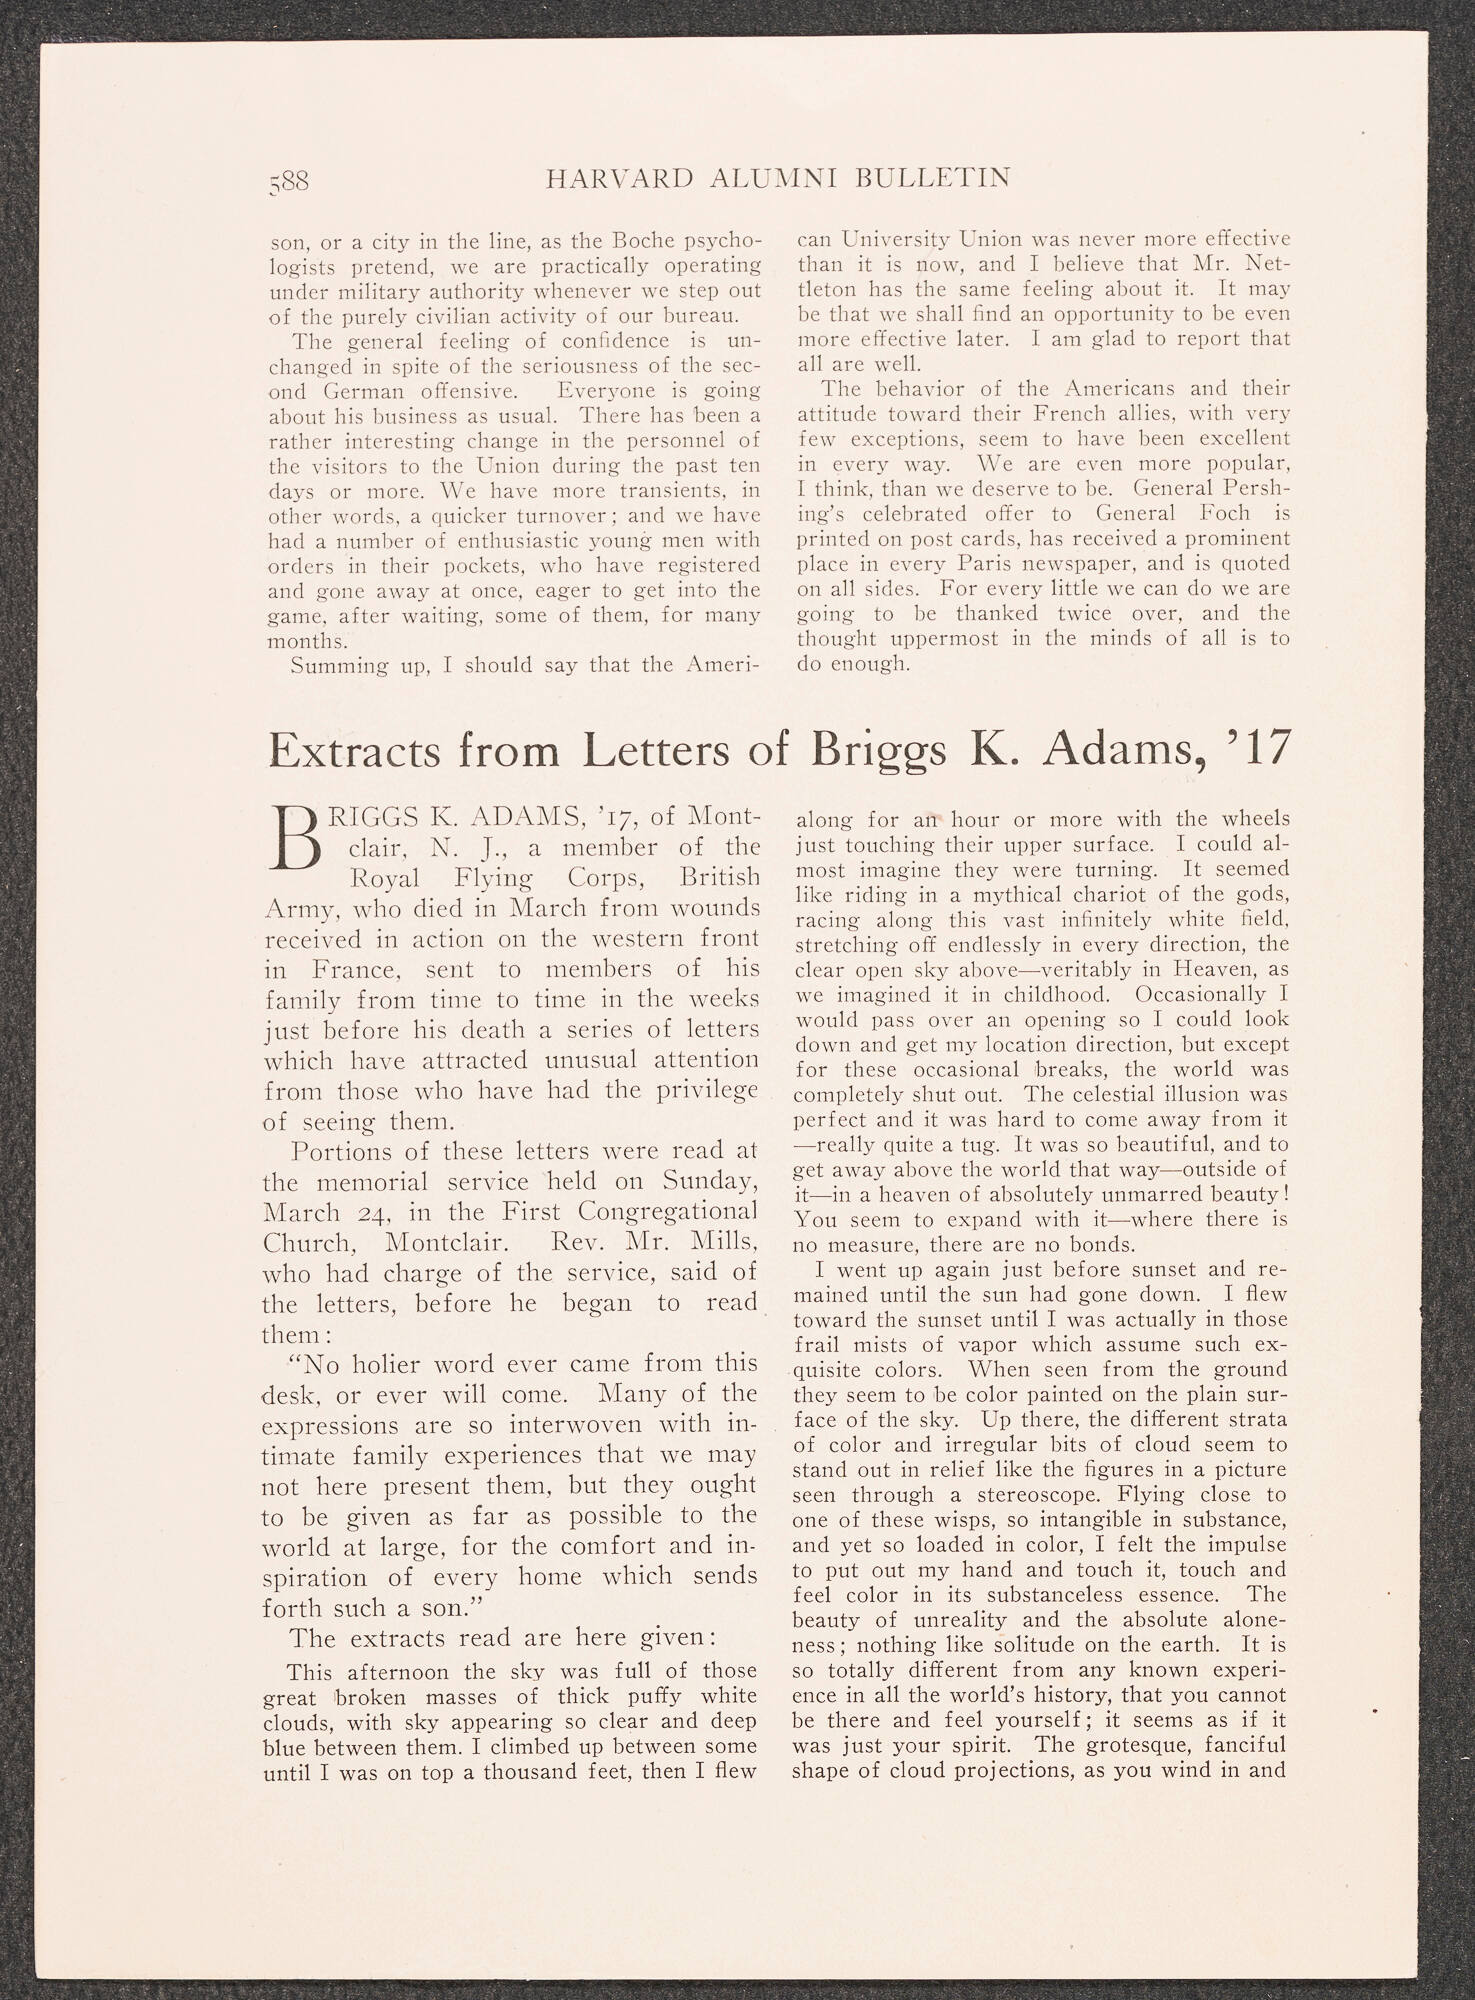 588
HARVARD ALUMNI BULLETIN
son, or a city in the line, as the Boche psycho-
logists pretend, we are practically operating
under military authority whenever we step out
of the purely civilian activity of our bureau.
The general feeling of confidence is un-
changed in spite of the seriousness of the sec-
ond German offensive. Everyone is going
about his business as usual. There has been a
rather interesting change in the personnel of
the visitors to the Union during the past ten
days or more. We have more transients, in
other words, a quicker turnover; and we have
had a number of enthusiastic young men with
orders in their pockets, who have registered
and gone away at once, eager to get into the
game, after waiting, some of them, for many
months.
Summing up, I should say that the Ameri-
can University Union was never more effective
than it is now, and I believe that Mr. Net-
tleton has the same feeling about it. It may
be that we shall find an opportunity to be even
more effective later. I am glad to report that
all are well.
The behavior of the Americans and their
attitude toward their French allies, with very
few exceptions, seem to have been excellent
in every way. We are even more popular,
I think, than we deserve to be. General Persh-
ing's celebrated offer to General Foch is
printed on post cards, has received a prominent
place in every Paris newspaper, and is quoted
on all sides. For every little we can do we are
going to be thanked twice over, and the
thought uppermost in the minds of all is to
do enough.
Extracts from Letters of Briggs K. Adams, '17
BRIGGS K. ADAMS, '17, of Mont-
clair, N. J., a member of the
Royal Flying Corps, British
Army, who died in March from wounds
received in action on the western front
in France, sent to members of his
family from time to time in the weeks
just before his death a series of letters
which have attracted unusual attention
from those who have had the privilege
of seeing them.
Portions of these letters were read at
the memorial service held on Sunday,
March 24, in the First Congregational
Church, Montclair. Rev. Mr. Mills,
who had charge of the service, said of
the letters, before he began to read
them:
"No holier word ever came from this
desk, or ever will come. Many of the
expressions are so interwoven with in-
timate family experiences that we may
not here present them, but they ought
to be given as far as possible to the
world at large, for the comfort and in-
spiration of every home which sends
forth such a son."
The extracts read are here given:
This afternoon the sky was full of those
great broken masses of thick puffy white
clouds, with sky appearing so clear and deep
blue between them. I climbed up between some
until I was on top a thousand feet, then I flew
along for an hour or more with the wheels
just touching their upper surface. I could al-
most imagine they were turning. It seemed
like riding in a mythical chariot of the gods,
racing along this vast infinitely white field,
stretching off endlessly in every direction, the
clear open sky above—veritably in Heaven, as
we imagined it in childhood. Occasionally I
would pass over an opening so I could look
down and get my location direction, but except
for these occasional breaks, the world was
completely shut out. The celestial illusion was
perfect and it was hard to come away from it
—really quite a tug. It was so beautiful, and to
get away above the world that way—outside of
it—in a heaven of absolutely unmarred beauty!
You seem to expand with it—where there is
no measure, there are no bonds.
I went up again just before sunset and re-
mained until the sun had gone down. I flew
toward the sunset until I was actually in those
frail mists of vapor which assume such ex-
quisite colors. When seen from the ground
they seem to be color painted on the plain sur-
face of the sky. Up there, the different strata
of color and irregular bits of cloud seem to
stand out in relief like the figures in a picture
seen through a stereoscope. Flying close to
one of these wisps, so intangible in substance,
and yet so loaded in color, I felt the impulse
to put out my hand and touch it, touch and
feel color in its substanceless essence. The
beauty of unreality and the absolute alone-
ness; nothing like solitude on the earth. It is
so totally different from any known experi-
ence in all the world's history, that you cannot
be there and feel yourself; it seems as if it
was just your spirit. The grotesque, fanciful
shape of cloud projections, as you wind in and